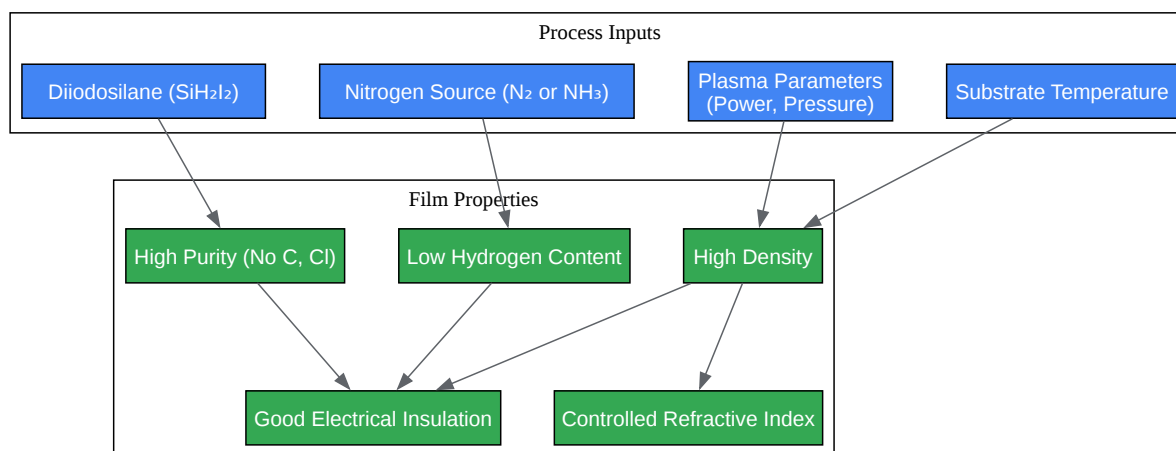 Process Inputs
Diiodosilane (SiH₂I₂)
Nitrogen Source (N₂ or NH₃)
Plasma Parameters
(Power, Pressure)
Substrate Temperature
Film Properties
High Purity (No C, Cl)
Low Hydrogen Content
High Density
Good Electrical Insulation
Controlled Refractive Index